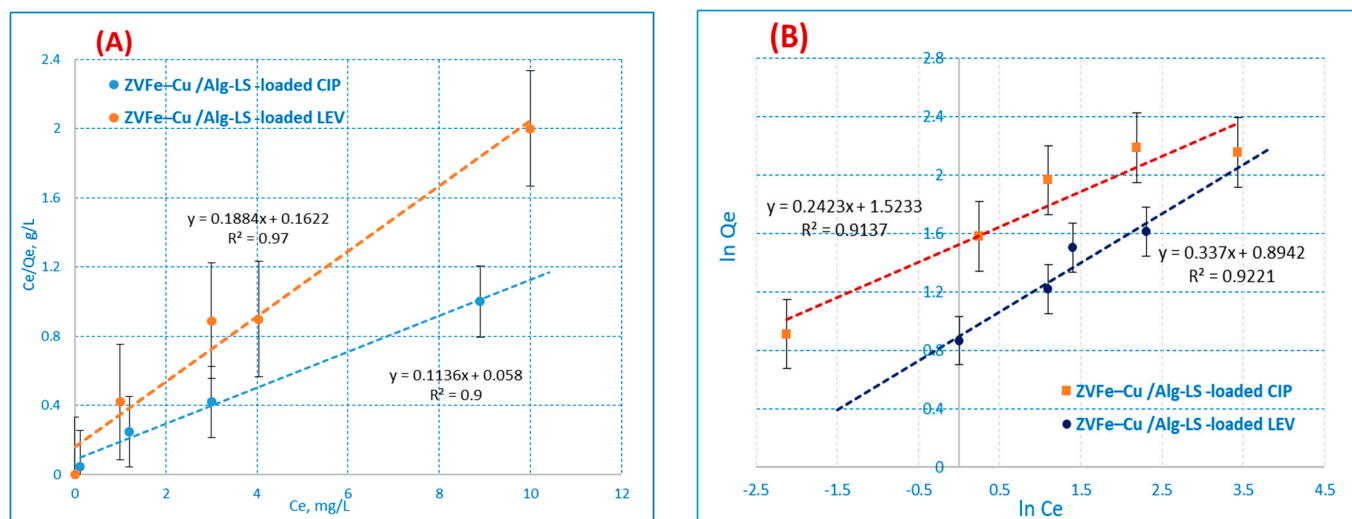 (A)
2.4
2
1.6
1.2
0.8
0.4
0
Ce/Qe, g/L
ZVFe–Cu /Alg-LS -loaded CIP
ZVFe–Cu /Alg-LS -loaded LEV
y = 0.1884x + 0.1622
R² = 0.97
y = 0.1136x + 0.058
R² = 0.9
0
2
4
6
8
10
12
Ce, mg/L
(B)
2.8
2.4
2
1.6
1.2
0.8
0.4
0
ln Qe
y = 0.2423x + 1.5233
R² = 0.9137
y = 0.337x + 0.8942
R² = 0.9221
ZVFe–Cu /Alg-LS -loaded CIP
ZVFe–Cu /Alg-LS -loaded LEV
-2.5
-1.5
-0.5
0.5
1.5
2.5
3.5
4.5
ln Ce